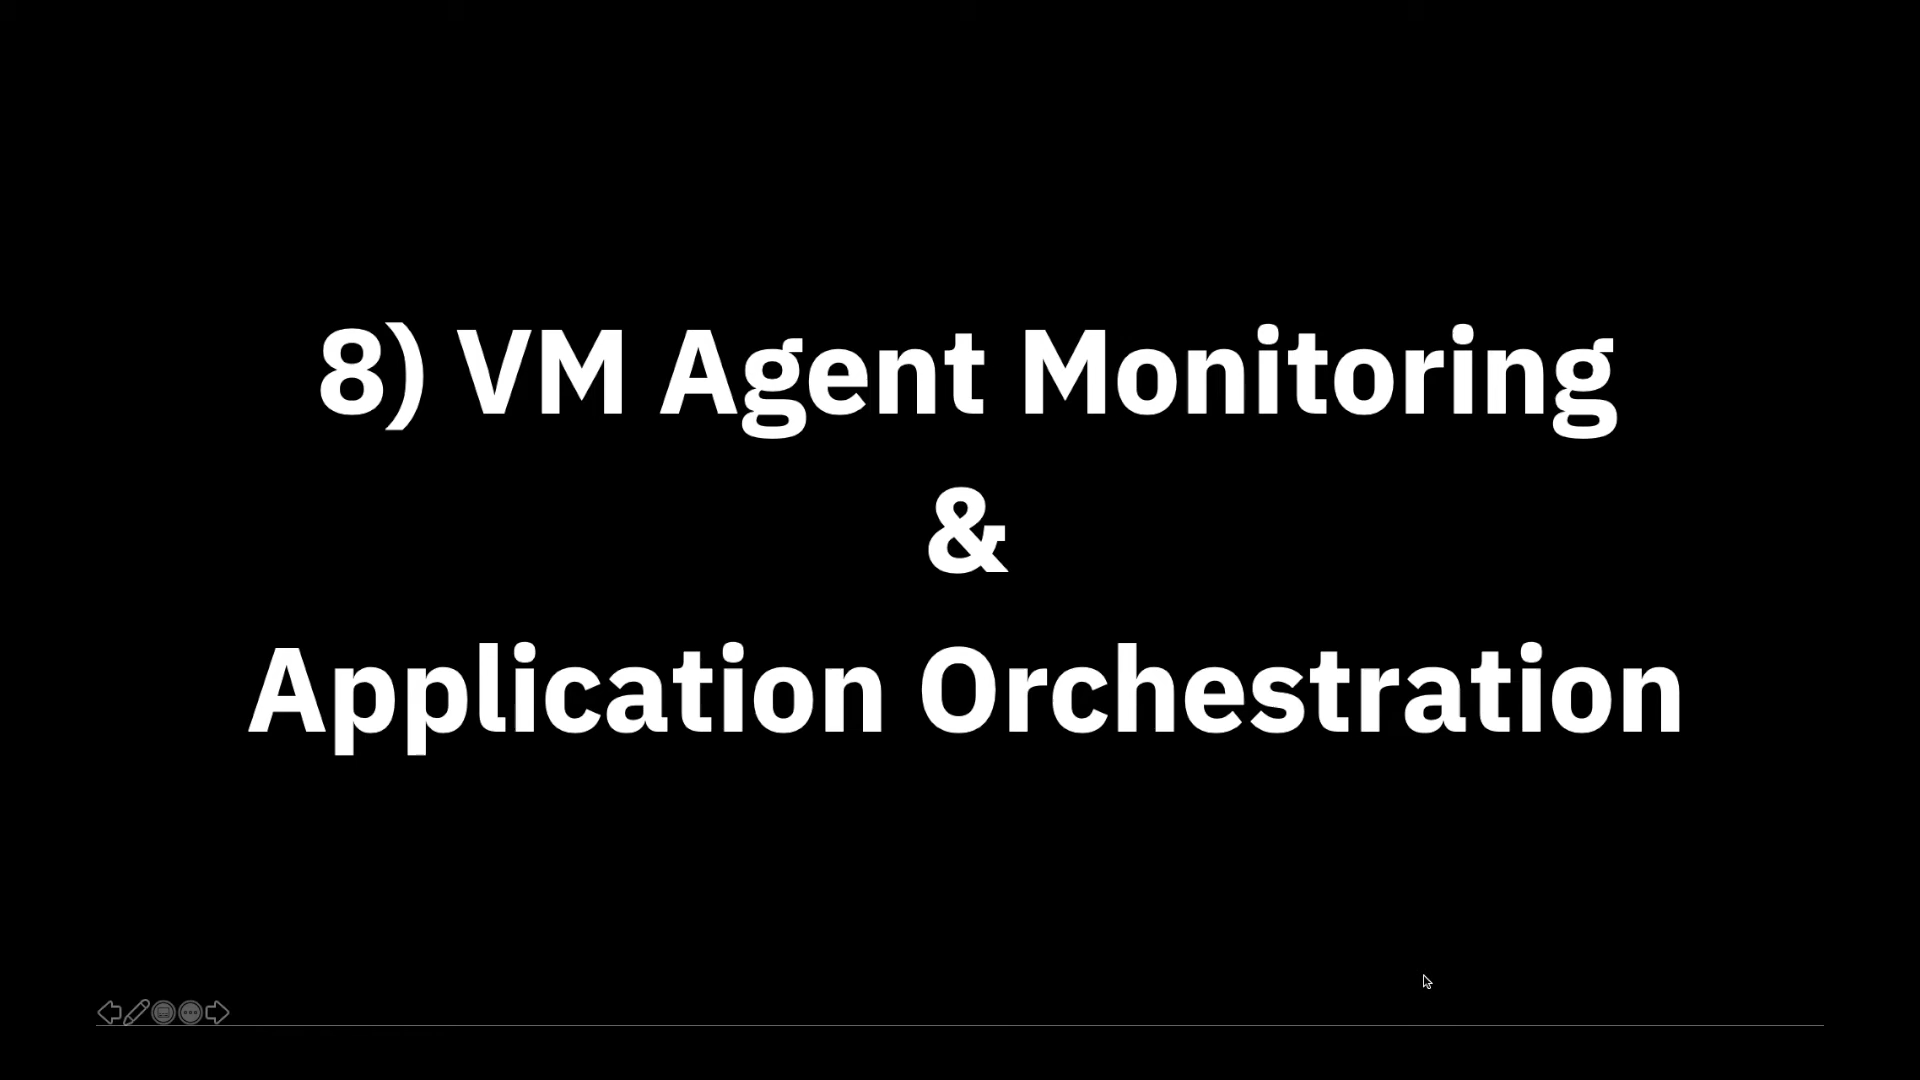 8) VM Agent Monitoring
&
Application Orchestration